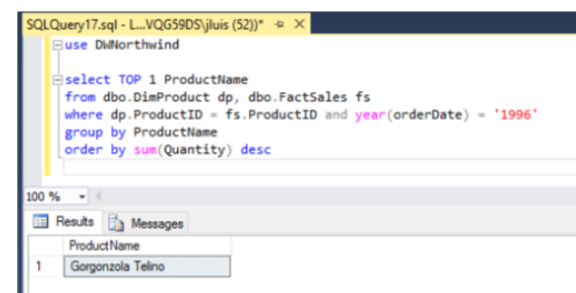 SQLQuery17.sql - L...VQG59DS\jluis (52))*
use DWNorthwind
select TOP 1 ProductName
from dbo.DimProduct dp, dbo.FactSales fs
where dp.ProductID = fs.ProductID and year(orderDate) = '1996'
group by ProductName
order by sum(Quantity) desc
100 %
Results Messages
ProductName
1 Gorgonzola Telino